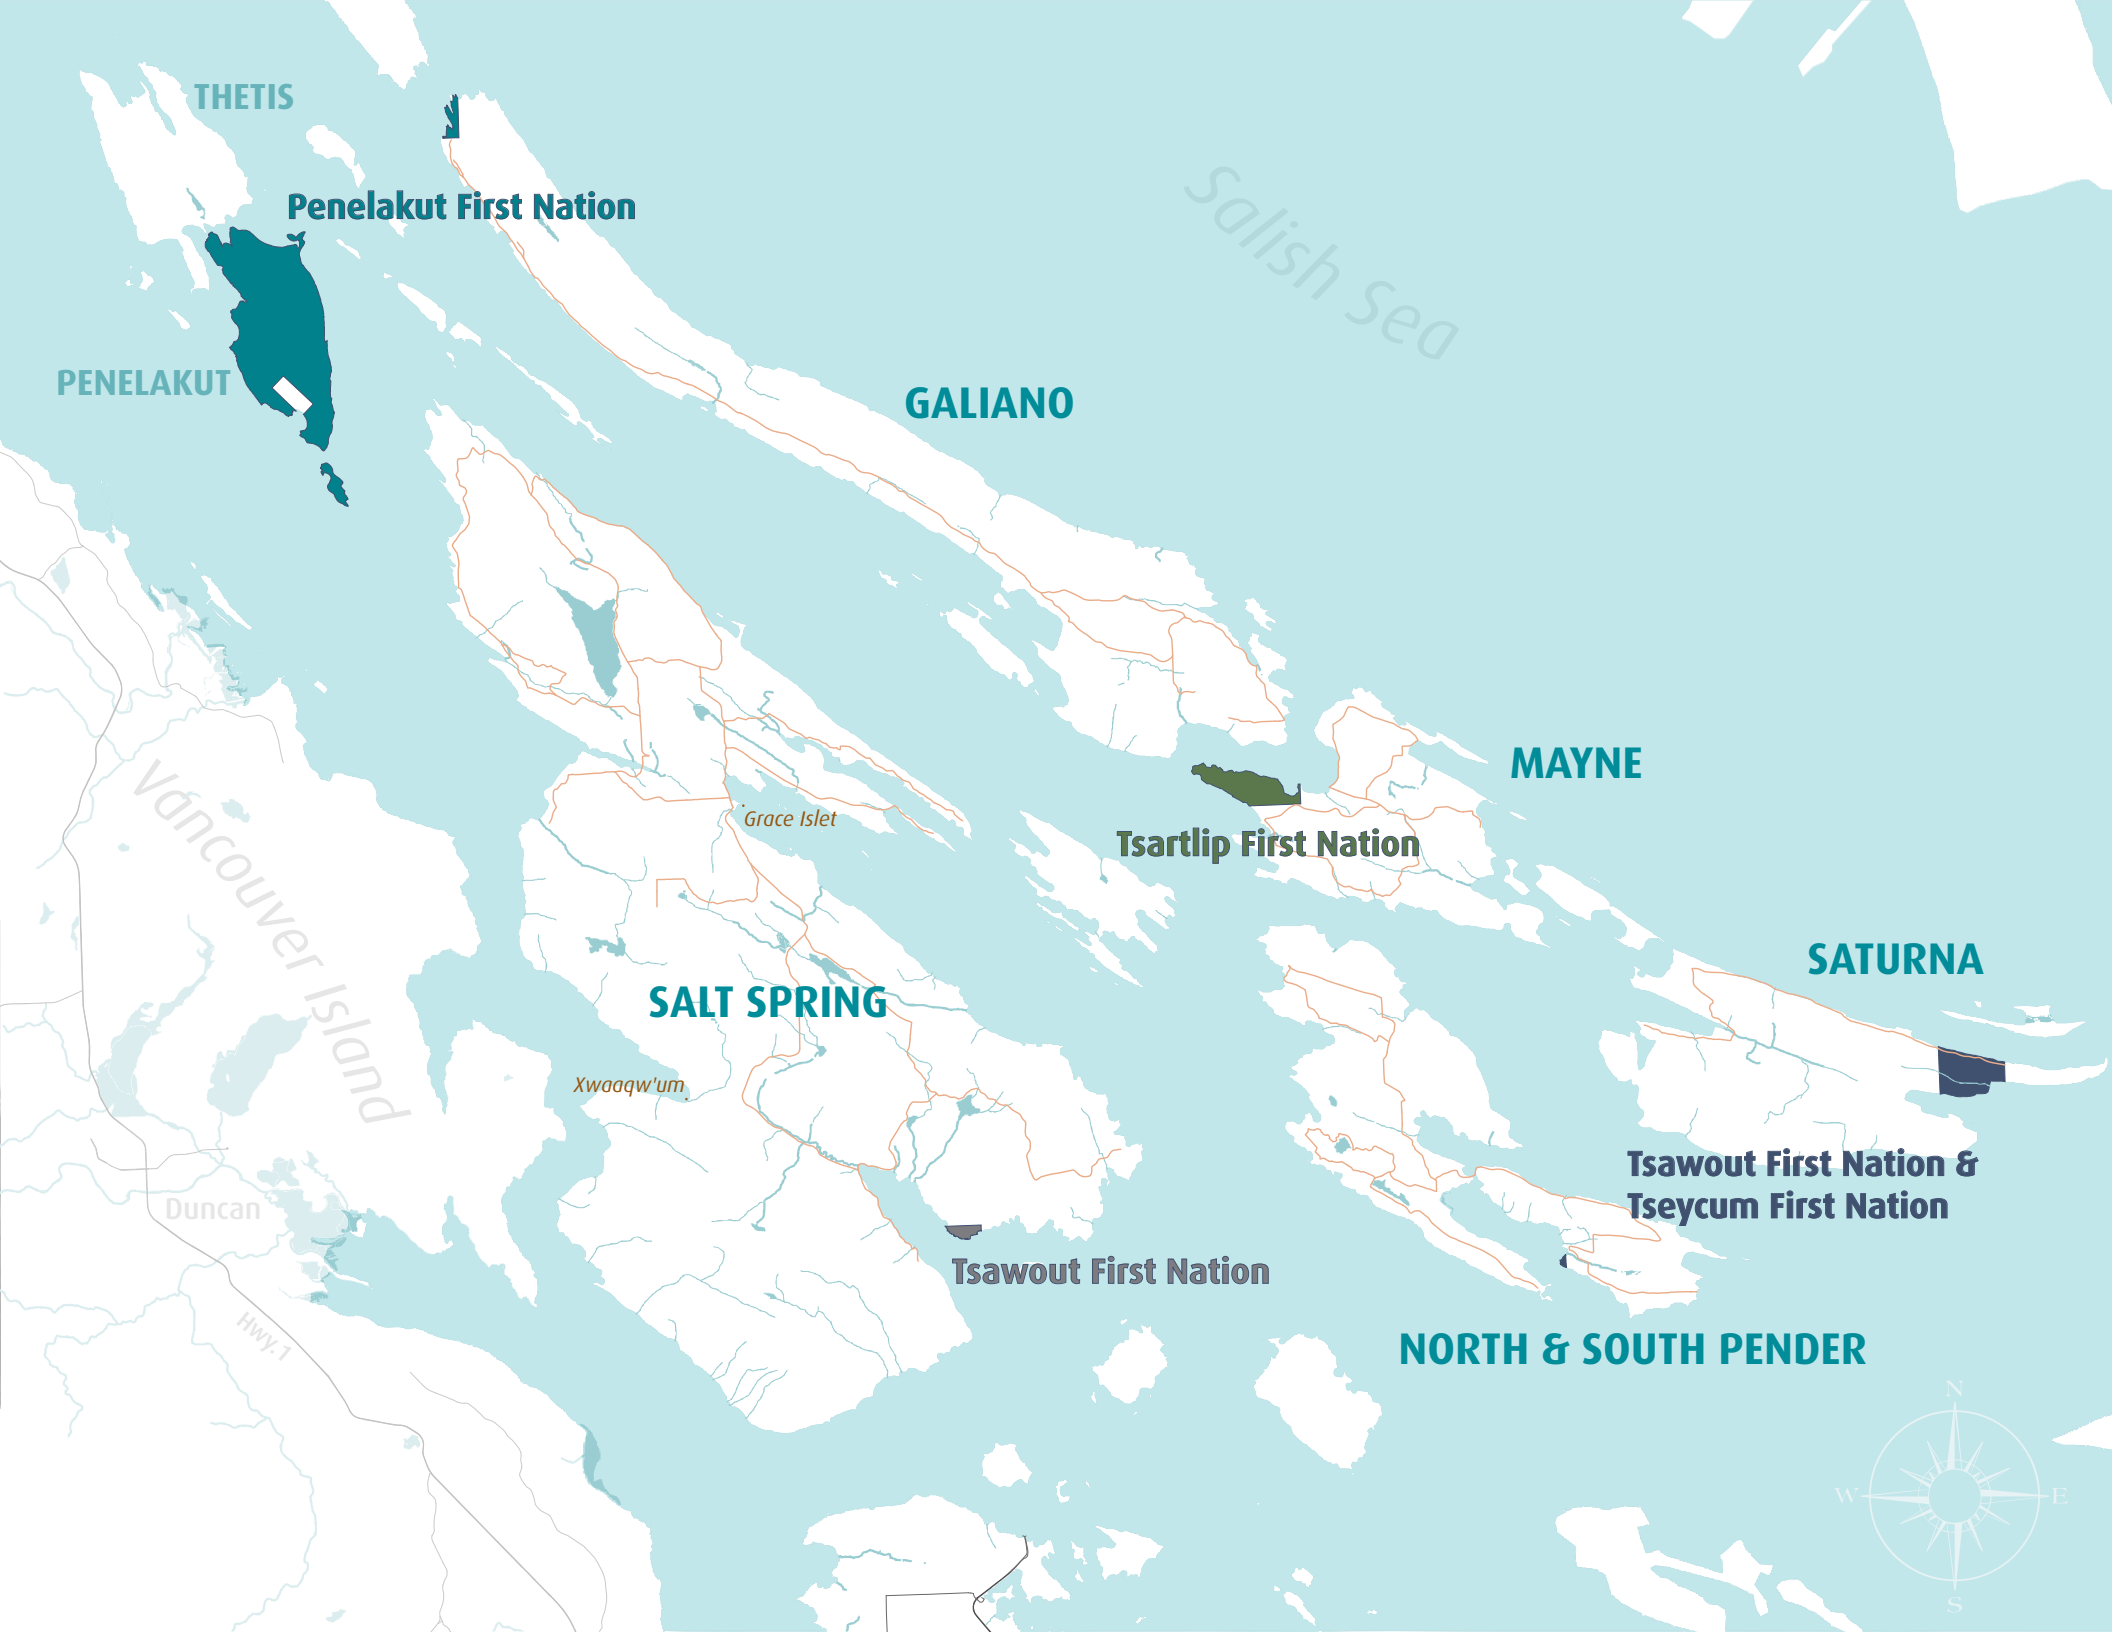 THETIS
Penelakut First Nation
Salish Sea
PENELAKUT
GALIANO
MAYNE
Grace Islet
Tsartlip First Nation
Vancouver Island
SATURNA
SALT SPRING
Xwaaqw'um
Tsawout First Nation &
Tseycum First Nation
Duncan
Tsawout First Nation
Hwy.1
NORTH & SOUTH PENDER
N
W
E
S